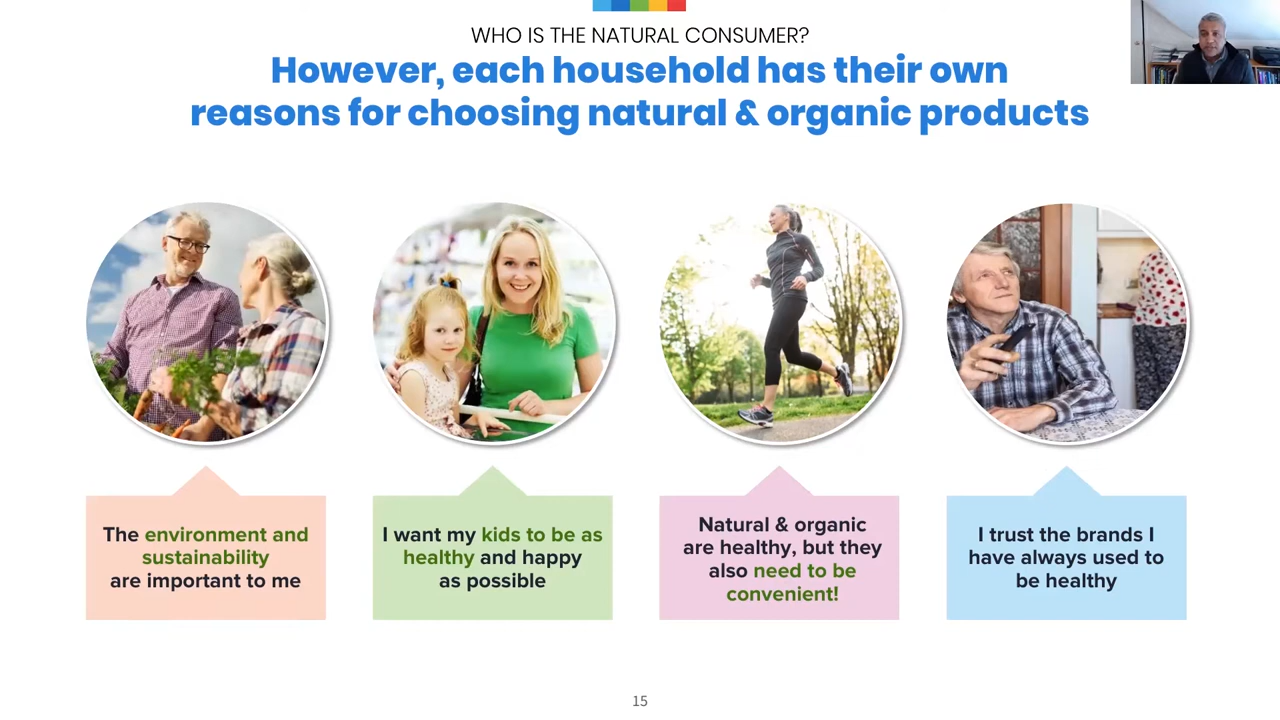 WHO IS THE NATURAL CONSUMER?
However, each household has their own
reasons for choosing natural & organic products
The environment and
sustainability
are important to me
I want my kids to be as
healthy and happy
as possible
Natural & organic
are healthy, but they
also need to be
convenient!
I trust the brands I
have always used to
be healthy
15